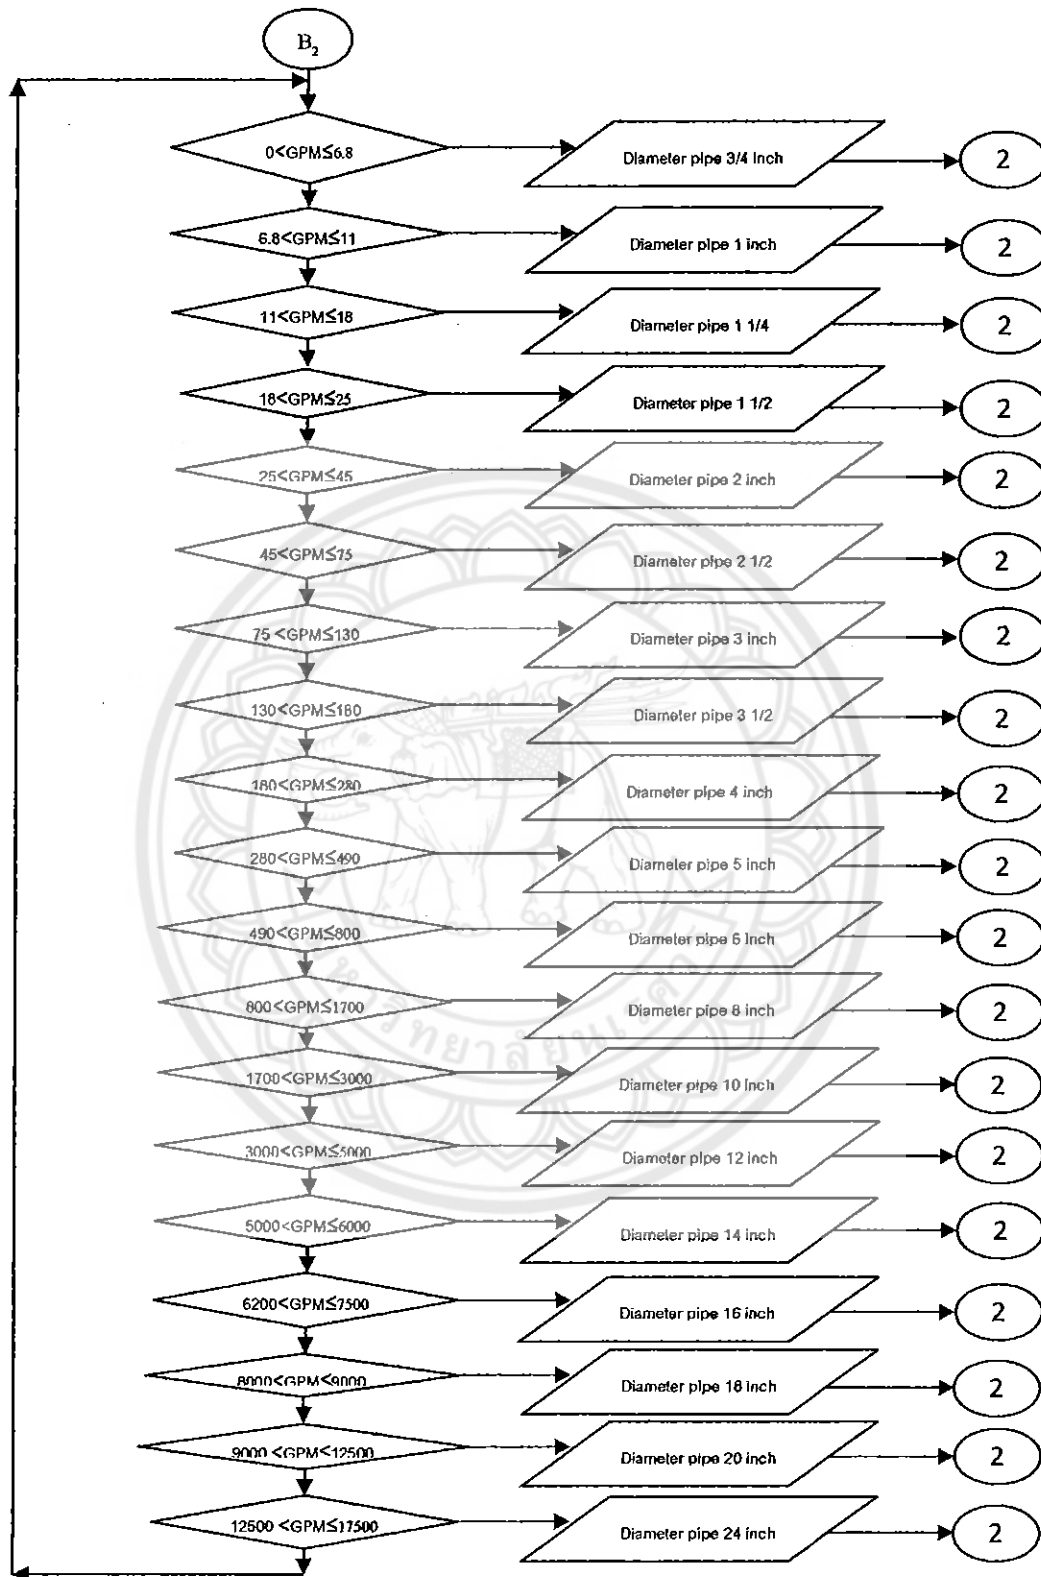 B2
0<GPM≤6.8
Diameter pipe 3/4 inch
2
6.8<GPM≤11
Diameter pipe 1 inch
2
11<GPM≤18
Diameter pipe 1 1/4
2
18<GPM≤25
Diameter pipe 1 1/2
2
25<GPM≤45
Diameter pipe 2 inch
2
45<GPM≤75
Diameter pipe 2 1/2
2
75 <GPM≤130
Diameter pipe 3 inch
2
130<GPM≤180
Diameter pipe 3 1/2
2
180<GPM≤280
Diameter pipe 4 inch
2
280<GPM≤490
Diameter pipe 5 inch
2
490<GPM≤800
Diameter pipe 6 inch
2
800<GPM≤1700
Diameter pipe 8 inch
2
1700<GPM≤3000
Diameter pipe 10 inch
2
3000<GPM≤5000
Diameter pipe 12 inch
2
5000<GPM≤6000
Diameter pipe 14 inch
2
6200<GPM≤7500
Diameter pipe 16 inch
2
8000<GPM≤9000
Diameter pipe 18 inch
2
9000 <GPM≤12500
Diameter pipe 20 inch
2
12500 <GPM≤17500
Diameter pipe 24 inch
2